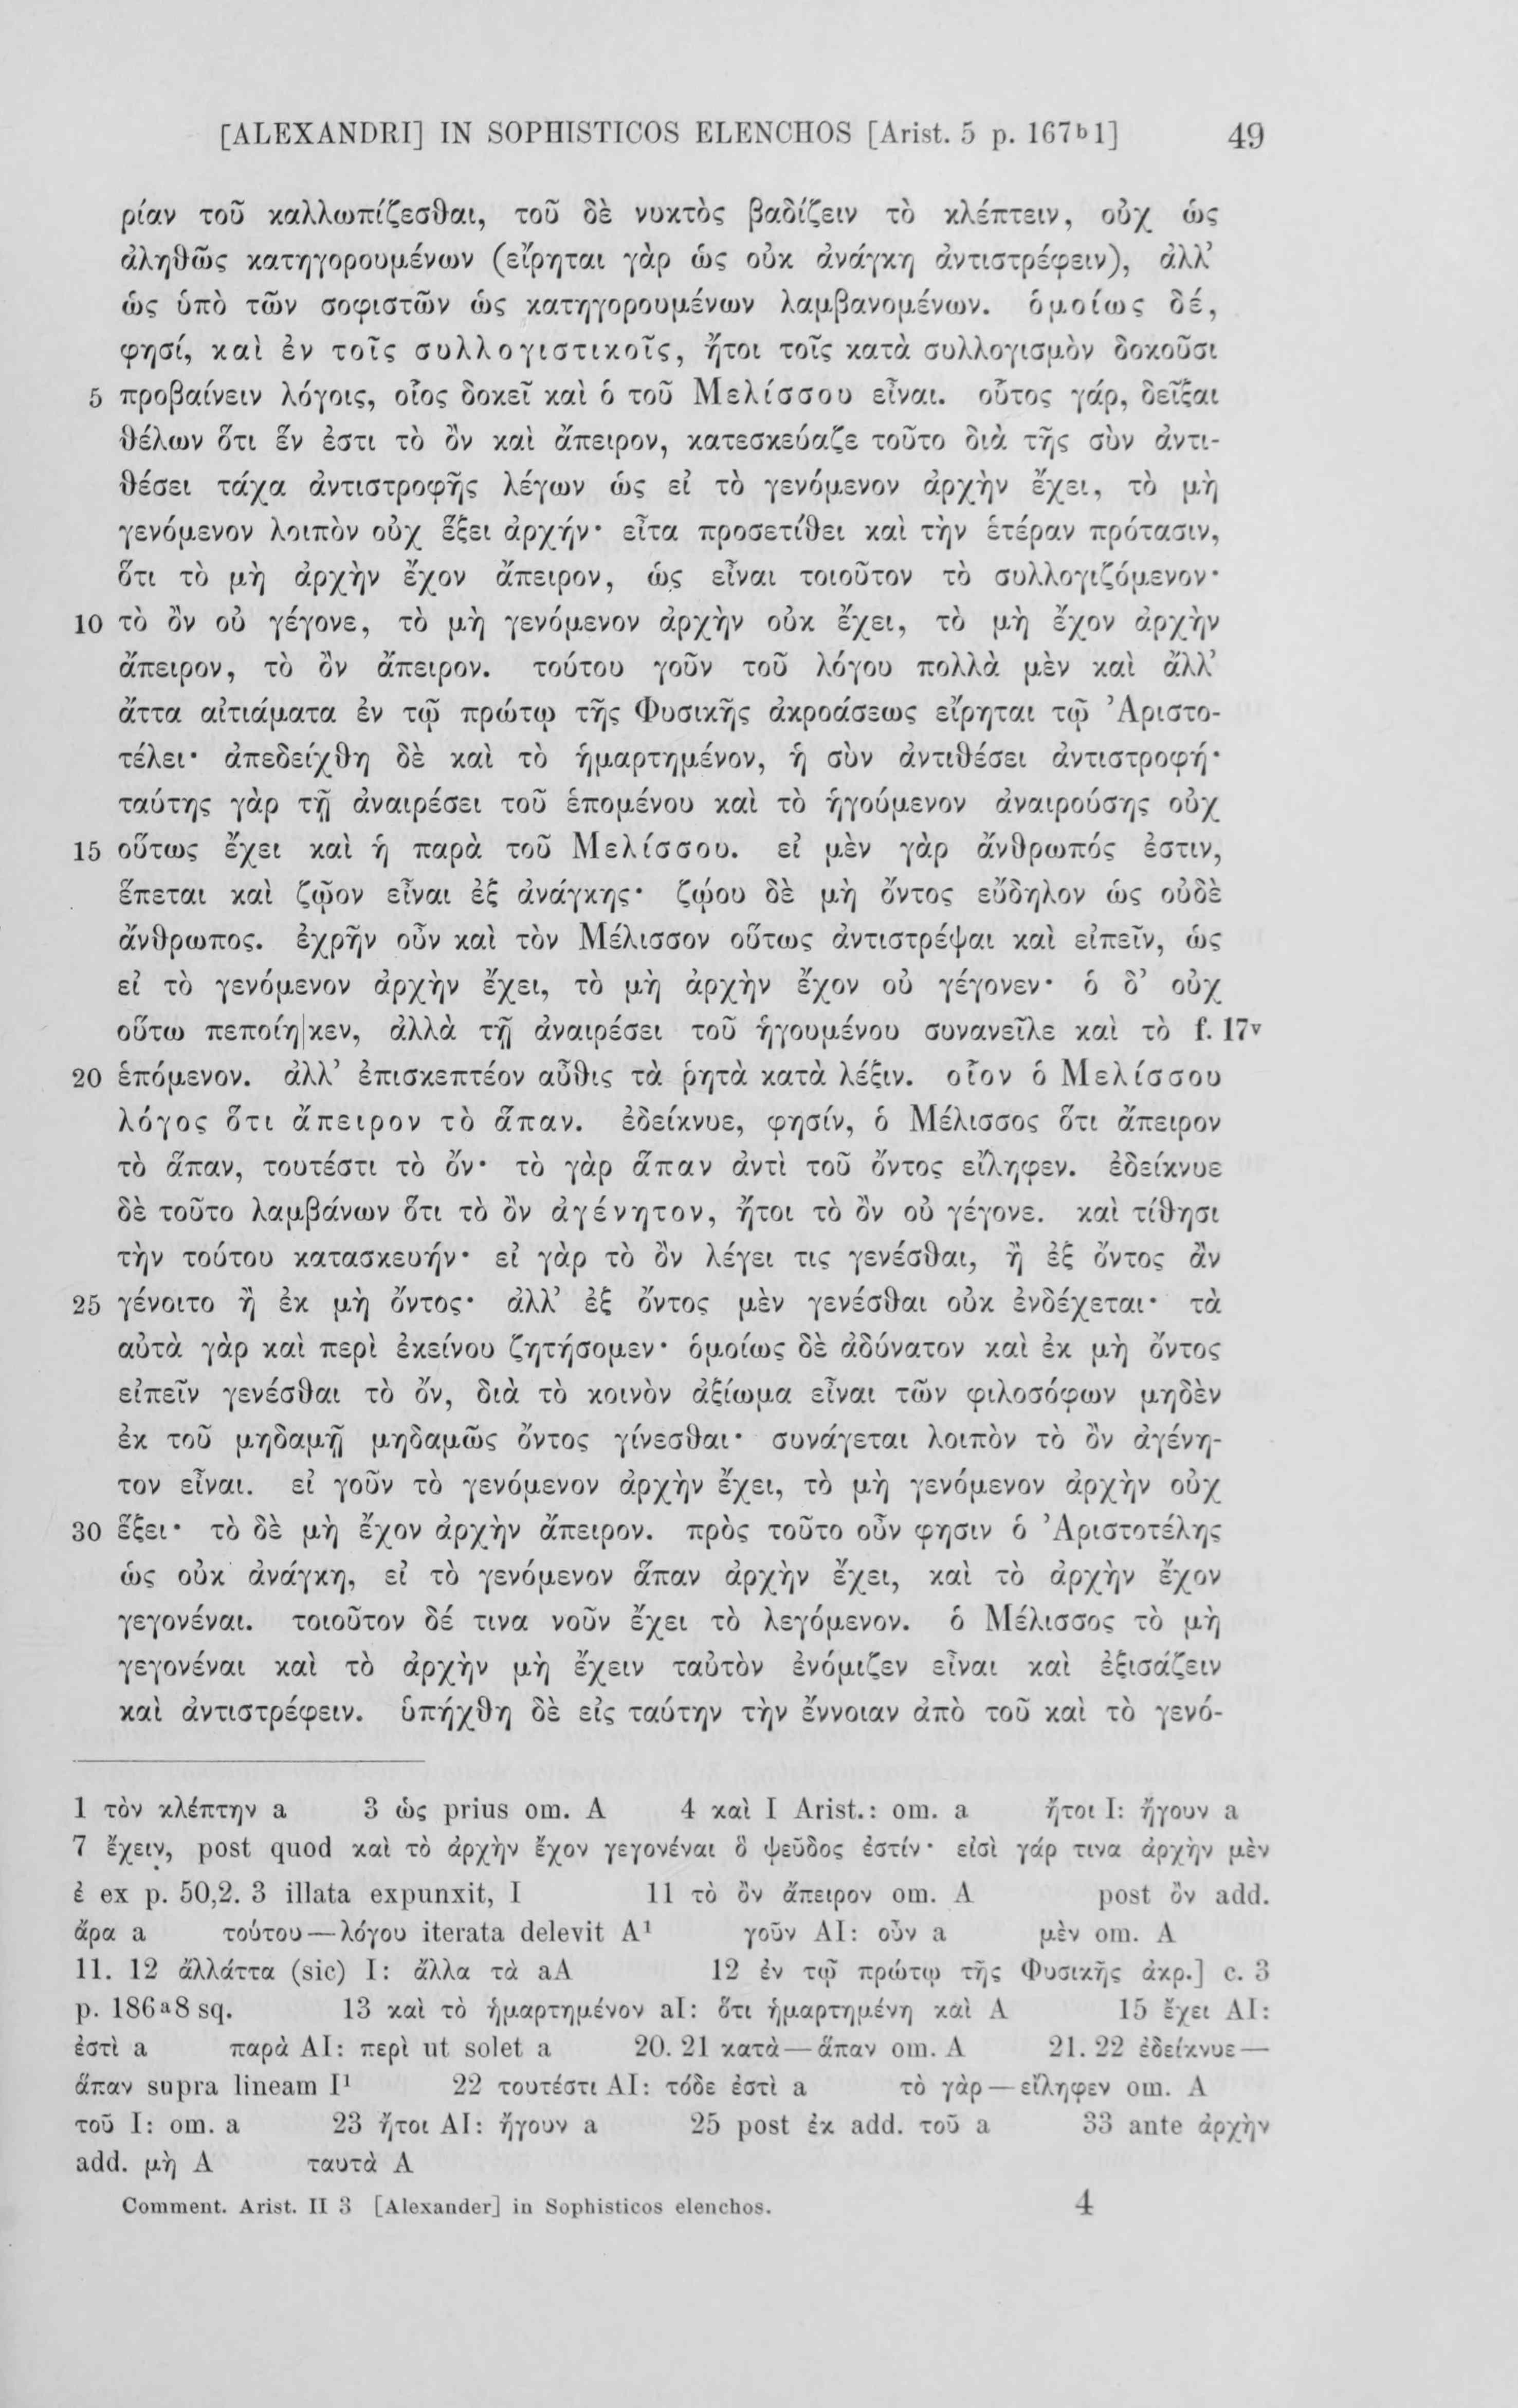 [ALEXANDRI] IN SOPHISTICOS ELENCHOS [Arist. 5 p. 167b1] 49
ρίαν τοῦ καλλωπίζεσθαι, τοῦ δὲ νυκτὸς βαδίζειν τὸ κλέπτειν, οὐχ ὡς
ἀληθῶς κατηγορουμένων (εἴρηται γὰρ ὡς οὐκ ἀνάγκη ἀντιστρέφειν), ἀλλ’
ὡς ὑπὸ τῶν σοφιστῶν ὡς κατηγορουμένων λαμβανομένων. ὁμοίως δέ,
φησί, καὶ ἐν τοῖς συλλογιστικοῖς, ἤτοι τοῖς κατὰ συλλογισμὸν δοκοῦσι
5 προβαίνειν λόγοις, οἷος δοκεῖ καὶ ὁ τοῦ Μελίσσου εἶναι. οὗτος γάρ, δεῖξαι
θέλων ὅτι ἕν ἐστι τὸ ὂν καὶ ἄπειρον, κατεσκεύαζε τοῦτο διὰ τῆς σὺν ἀντι-
θέσει τάχα ἀντιστροφῆς λέγων ὡς εἰ τὸ γενόμενον ἀρχὴν ἔχει, τὸ μὴ
γενόμενον λοιπὸν οὐχ ἕξει ἀρχήν· εἶτα προσετίθει καὶ τὴν ἑτέραν πρότασιν,
ὅτι τὸ μὴ ἀρχὴν ἔχον ἄπειρον, ὡς εἶναι τοιοῦτον τὸ συλλογιζόμενον·
10 τὸ ὂν οὐ γέγονε, τὸ μὴ γενόμενον ἀρχὴν οὐκ ἔχει, τὸ μὴ ἔχον ἀρχὴν
ἄπειρον, τὸ ὂν ἄπειρον. τούτου γοῦν τοῦ λόγου πολλὰ μὲν καὶ ἄλλ’
ἄττα αἰτιάματα ἐν τῷ πρώτῳ τῆς Φυσικῆς ἀκροάσεως εἴρηται τῷ Ἀριστο-
τέλει· ἀπεδείχθη δὲ καὶ τὸ ἡμαρτημένον, ἡ σὺν ἀντιθέσει ἀντιστροφή·
ταύτης γὰρ τῇ ἀναιρέσει τοῦ ἑπομένου καὶ τὸ ἡγούμενον ἀναιρούσης οὐχ
15 οὕτως ἔχει καὶ ἡ παρὰ τοῦ Μελίσσου. εἰ μὲν γὰρ ἄνθρωπός ἐστιν,
ἕπεται καὶ ζῷον εἶναι ἐξ ἀνάγκης· ζῴου δὲ μὴ ὄντος εὔδηλον ὡς οὐδὲ
ἄνθρωπος. ἐχρῆν οὖν καὶ τὸν Μέλισσον οὕτως ἀντιστρέψαι καὶ εἰπεῖν, ὡς
εἰ τὸ γενόμενον ἀρχὴν ἔχει, τὸ μὴ ἀρχὴν ἔχον οὐ γέγονεν· ὁ δ’ οὐχ
οὕτω πεποίη|κεν, ἀλλὰ τῇ ἀναιρέσει τοῦ ἡγουμένου συνανεῖλε καὶ τὸ f. 17v
20 ἑπόμενον. ἀλλ’ ἐπισκεπτέον αὖθις τὰ ῥητὰ κατὰ λέξιν. οἷον ὁ Μελίσσου
λόγος ὅτι ἄπειρον τὸ ἅπαν. ἐδείκνυε, φησίν, ὁ Μέλισσος ὅτι ἄπειρον
τὸ ἅπαν, τουτέστι τὸ ὄν· τὸ γὰρ ἅπαν ἀντὶ τοῦ ὄντος εἴληφεν. ἐδείκνυε
δὲ τοῦτο λαμβάνων ὅτι τὸ ὂν ἀγένητον, ἤτοι τὸ ὂν οὐ γέγονε. καὶ τίθησι
τὴν τούτου κατασκευήν· εἰ γὰρ τὸ ὂν λέγει τις γενέσθαι, ἢ ἐξ ὄντος ἂν
25 γένοιτο ἢ ἐκ μὴ ὄντος· ἀλλ’ ἐξ ὄντος μὲν γενέσθαι οὐκ ἐνδέχεται· τὰ
αὐτὰ γὰρ καὶ περὶ ἐκείνου ζητήσομεν· ὁμοίως δὲ ἀδύνατον καὶ ἐκ μὴ ὄντος
εἰπεῖν γενέσθαι τὸ ὄν, διὰ τὸ κοινὸν ἀξίωμα εἶναι τῶν φιλοσόφων μηδὲν
ἐκ τοῦ μηδαμῇ μηδαμῶς ὄντος γίνεσθαι· συνάγεται λοιπὸν τὸ ὂν ἀγένη-
τον εἶναι. εἰ γοῦν τὸ γενόμενον ἀρχὴν ἔχει, τὸ μὴ γενόμενον ἀρχὴν οὐχ
30 ἕξει· τὸ δὲ μὴ ἔχον ἀρχὴν ἄπειρον. πρὸς τοῦτο οὖν φησιν ὁ Ἀριστοτέλης
ὡς οὐκ ἀνάγκη, εἰ τὸ γενόμενον ἅπαν ἀρχὴν ἔχει, καὶ τὸ ἀρχὴν ἔχον
γεγονέναι. τοιοῦτον δέ τινα νοῦν ἔχει τὸ λεγόμενον. ὁ Μέλισσος τὸ μὴ
γεγονέναι καὶ τὸ ἀρχὴν μὴ ἔχειν ταὐτὸν ἐνόμιζεν εἶναι καὶ ἐξισάζειν
καὶ ἀντιστρέφειν. ὑπήχθη δὲ εἰς ταύτην τὴν ἔννοιαν ἀπὸ τοῦ καὶ τὸ γενό-
1 τὸν κλέπτην a 3 ὡς prius om. A 4 καὶ I Arist.: om. a ἤτοι I: ἤγουν a
7 ἔχειν, post quod καὶ τὸ ἀρχὴν ἔχον γεγονέναι ὃ ψεῦδος ἐστίν· εἰσὶ γάρ τινα ἀρχὴν μὲν
ἐ ex p. 50,2. 3 illata expunxit, I 11 τὸ ὂν ἄπειρον om. A post ὂν add.
ἄρα a τούτου—λόγου iterata delevit A¹ γοῦν AI: οὖν a μὲν om. A
11. 12 ἄλλάττα (sic) I: ἄλλα τὰ aA 12 ἐν τῷ πρώτῳ τῆς Φυσικῆς ἀκρ.] c. 3
p. 186a8 sq. 13 καὶ τὸ ἡμαρτημένον aI: ὅτι ἡμαρτημένη καὶ A 15 ἔχει AI:
ἐστὶ a παρὰ AI: περὶ ut solet a 20. 21 κατὰ—ἅπαν om. A 21. 22 ἐδείκνυε—
ἅπαν supra lineam I¹ 22 τουτέστι AI: τόδε ἐστὶ a τὸ γὰρ—εἴληφεν om. A
τοῦ I: om. a 23 ἤτοι AI: ἤγουν a 25 post ἐκ add. τοῦ a 33 ante ἀρχὴν
add. μὴ A ταυτὰ A
Comment. Arist. II 3 [Alexander] in Sophisticos elenchos. 4